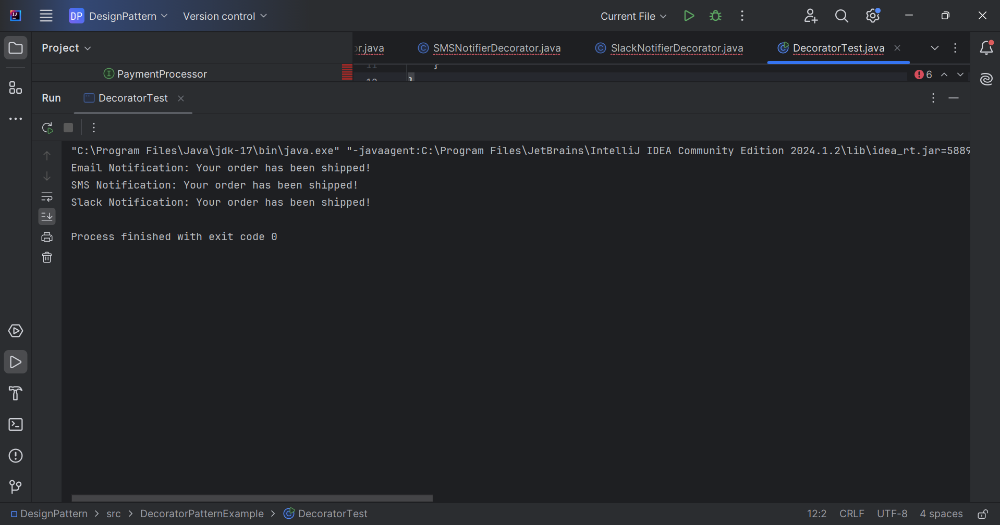 DP DesignPattern Version control Current File
Project
r.java SMSNotifierDecorator.java SlackNotifierDecorator.java DecoratorTest.java
PaymentProcessor
11 }
12 }
6
Run DecoratorTest
"C:\Program Files\Java\jdk-17\bin\java.exe" "-javaagent:C:\Program Files\JetBrains\IntelliJ IDEA Community Edition 2024.1.2\lib\idea_rt.jar=5889
Email Notification: Your order has been shipped!
SMS Notification: Your order has been shipped!
Slack Notification: Your order has been shipped!
Process finished with exit code 0
DesignPattern > src > DecoratorPatternExample > DecoratorTest 12:2 CRLF UTF-8 4 spaces